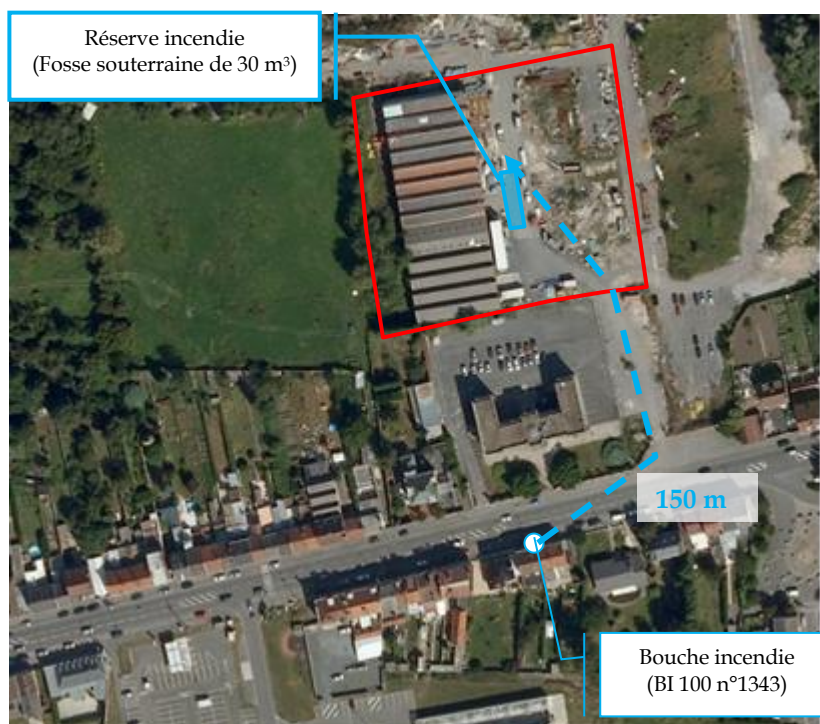 Réserve incendie
(Fosse souterraine de 30 m³)
150 m
Bouche incendie
(BI 100 n°1343)